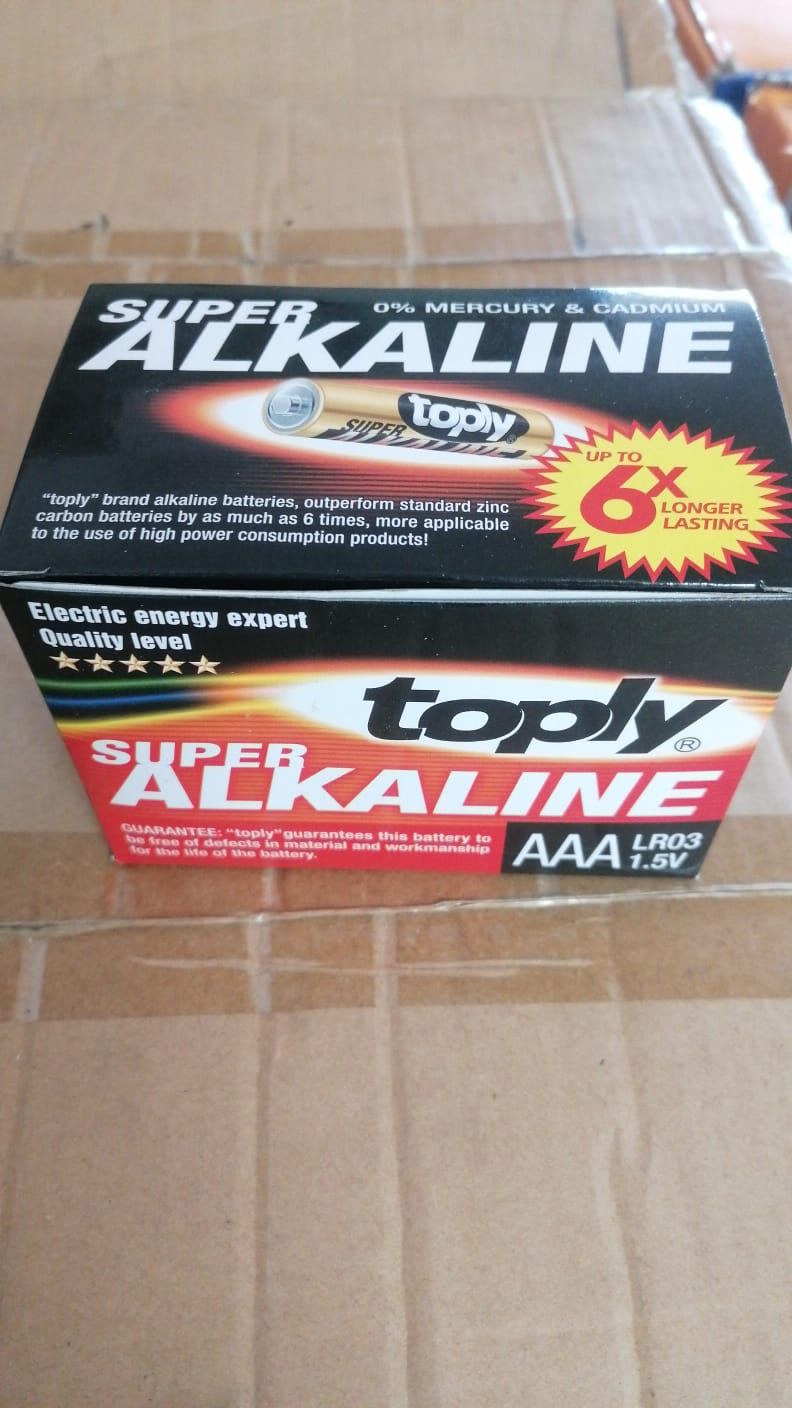 SUPER
0% MERCURY & CADMIUM
ALKALINE
toply
SUPER
ALKALINE
UP TO
6X
LONGER
LASTING
"toply" brand alkaline batteries, outperform standard zinc
carbon batteries by as much as 6 times, more applicable
to the use of high power consumption products!
Electric energy expert
Quality level
toply®
SUPER
ALKALINE
GUARANTEE: "toply"guarantees this battery to
be free of defects in material and workmanship
for the life of the battery.
AAA
LR03
1.5V